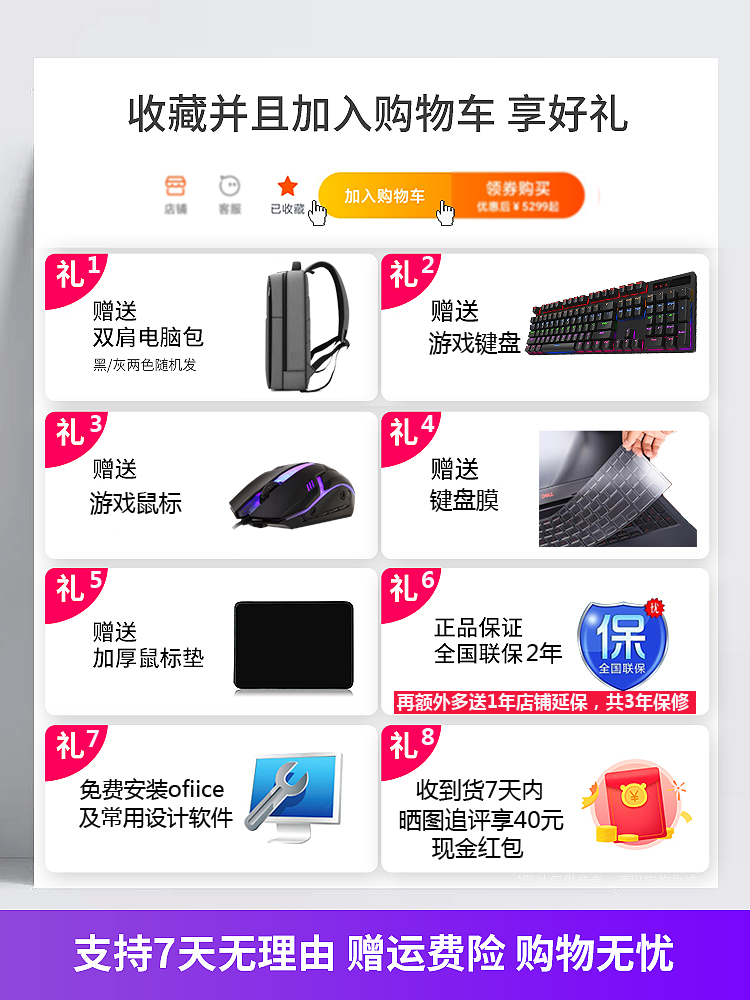 收藏并且加入购物车 享好礼
店铺
客服
已收藏
加入购物车
领券购买
优惠后¥5299起
礼1
赠送
双肩电脑包
黑/灰两色随机发
礼2
赠送
游戏键盘
礼3
赠送
游戏鼠标
礼4
赠送
键盘膜
DELL
礼5
赠送
加厚鼠标垫
礼6
正品保证
全国联保2年
保
忧
全国联保
再额外多送1年店铺延保，共3年保修
礼7
免费安装ofiice
及常用设计软件
礼8
收到货7天内
晒图追评享40元
现金红包
¥
支持7天无理由 赠运费险 购物无忧